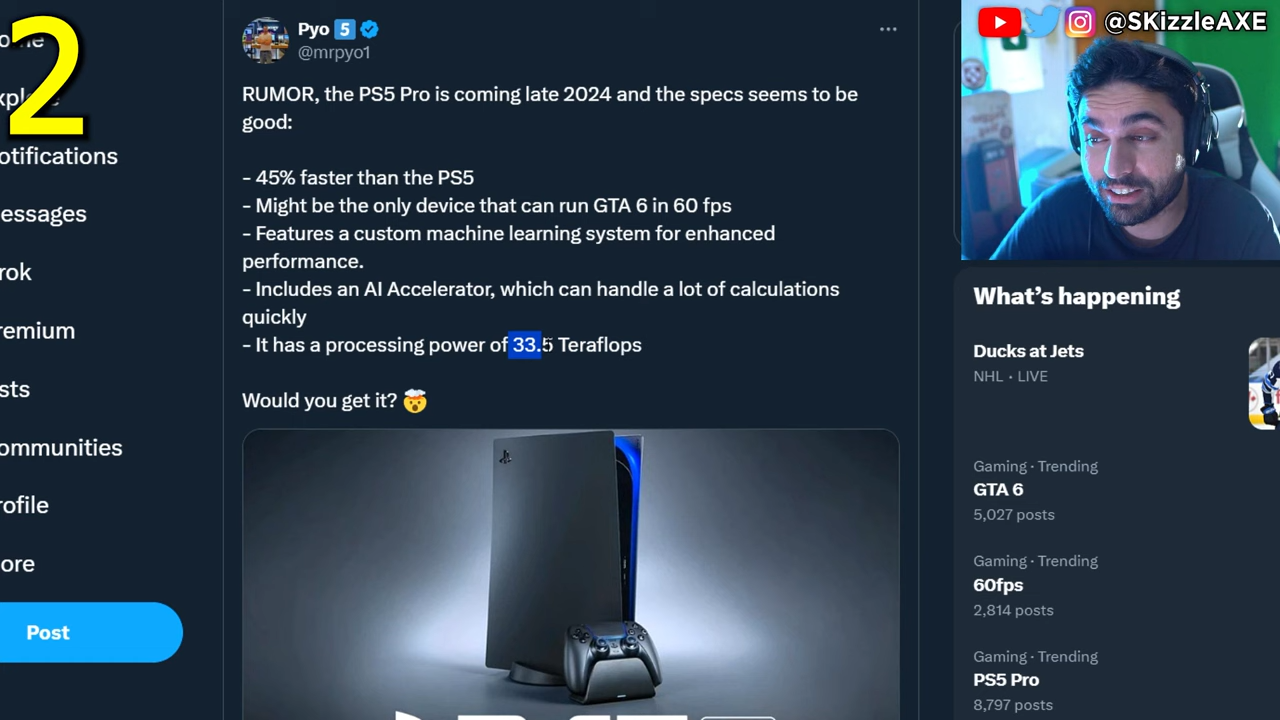 2
@SKizzleAXE
Pyo 5
@mrpyo1
RUMOR, the PS5 Pro is coming late 2024 and the specs seems to be
good:
- 45% faster than the PS5
- Might be the only device that can run GTA 6 in 60 fps
- Features a custom machine learning system for enhanced
performance.
- Includes an AI Accelerator, which can handle a lot of calculations
quickly
- It has a processing power of 33.5 Teraflops
Would you get it? 🤯
otifications
essages
rok
remium
sts
ommunities
rofile
ore
Post
What’s happening
Ducks at Jets
NHL · LIVE
Gaming · Trending
GTA 6
5,027 posts
Gaming · Trending
60fps
2,814 posts
Gaming · Trending
PS5 Pro
8,797 posts